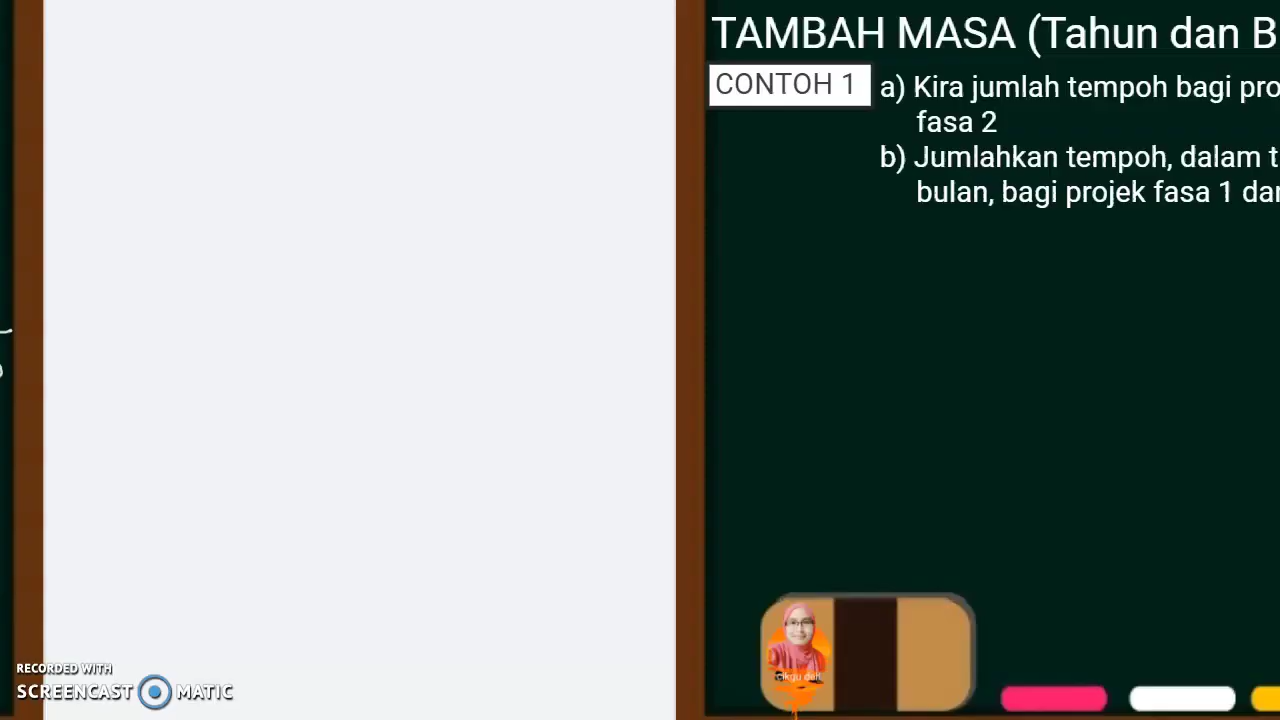 TAMBAH MASA (Tahun dan B
CONTOH 1
a) Kira jumlah tempoh bagi pro
fasa 2
b) Jumlahkan tempoh, dalam t
bulan, bagi projek fasa 1 dan
RECORDED WITH
SCREENCAST MATIC